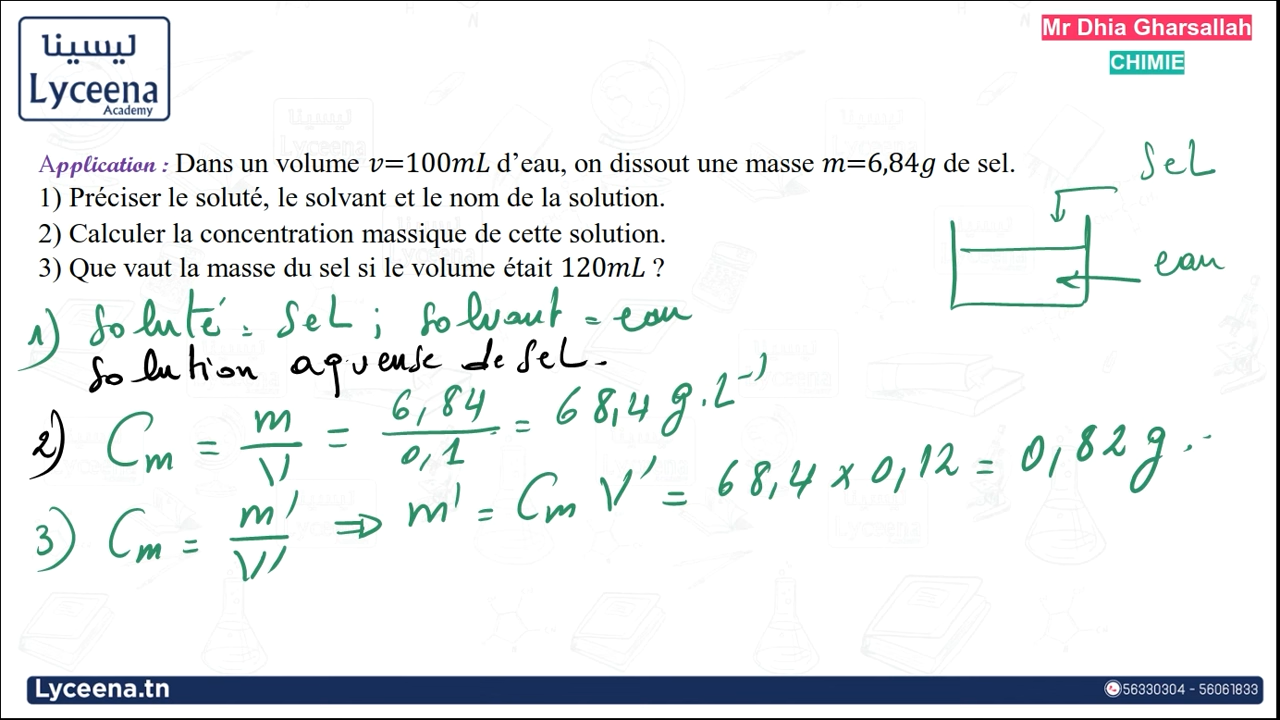 ليسينا
Lyceena
Academy
Mr Dhia Gharsallah
CHIMIE
Application : Dans un volume v=100mL d'eau, on dissout une masse m=6,84g de sel.
1) Préciser le soluté, le solvant et le nom de la solution.
2) Calculer la concentration massique de cette solution.
3) Que vaut la masse du sel si le volume était 120mL ?
Sel
eau
1) Soluté = Sel ; Solvant = eau
Solution aqueuse de Sel.
2) Cm = m/V = 6,84/0,1 = 68,4 g.L⁻¹
3) Cm = m'/V' ⇒ m' = Cm V' = 68,4 x 0,12 = 0,82 g.
Lyceena.tn
56330304 - 56061833